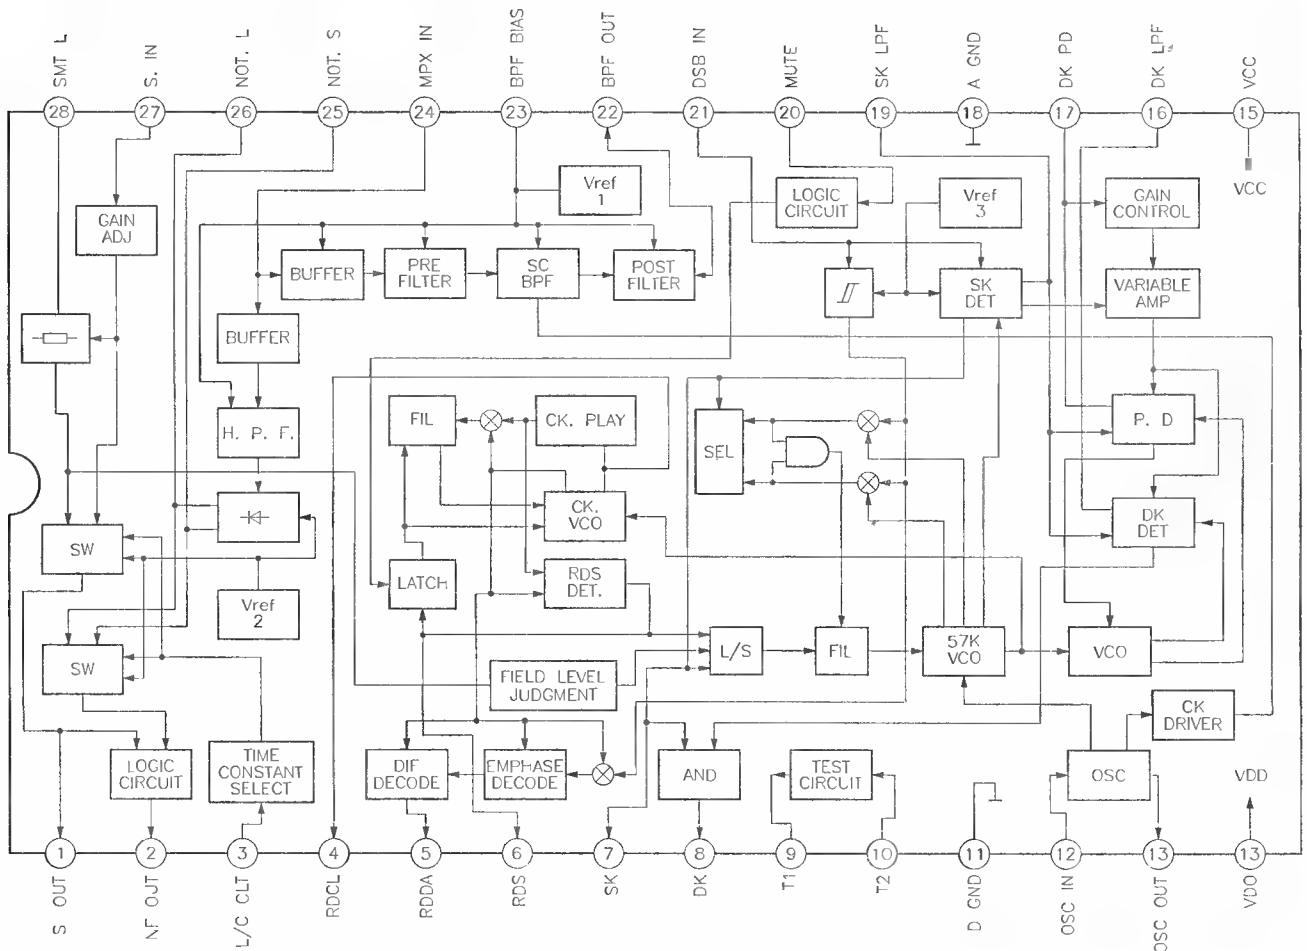 SMT L
S. IN
NOT. L
NOT. S
MPX IN
BPF BIAS
BPF OUT
DSB IN
MUTE
SK LPF
A GND
DK PD
DK LPF
VCC
28
27
26
25
24
23
22
21
20
19
18
17
16
15
VCC
GAIN
ADJ
Vref
1
LOGIC
CIRCUIT
Vref
3
GAIN
CONTROL
BUFFER
PRE
FILTER
SC
BPF
POST
FILTER
SK
DET
VARIABLE
AMP
BUFFER
H. P. F.
FIL
CK. PLAY
SEL
P. D
CK.
VCO
DK
DET
SW
LATCH
RDS
DET.
Vref
2
SW
FIELD LEVEL
JUDGMENT
L/S
FIL
57K
VCO
VCO
CK
DRIVER
LOGIC
CIRCUIT
TIME
CONSTANT
SELECT
DIF
DECODE
EMPHASE
DECODE
AND
TEST
CIRCUIT
OSC
VDD
1
2
3
4
5
6
7
8
9
10
11
12
13
13
S OUT
NF OUT
L/C CLT
RDCL
RDDA
RDS
SK
DK
T1
T2
D GND
OSC IN
OSC OUT
VDO